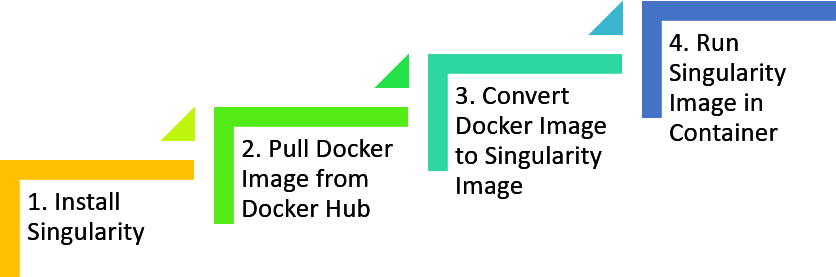 1. Install
Singularity
2. Pull Docker
Image from
Docker Hub
3. Convert
Docker Image
to Singularity
Image
4. Run
Singularity
Image in
Container